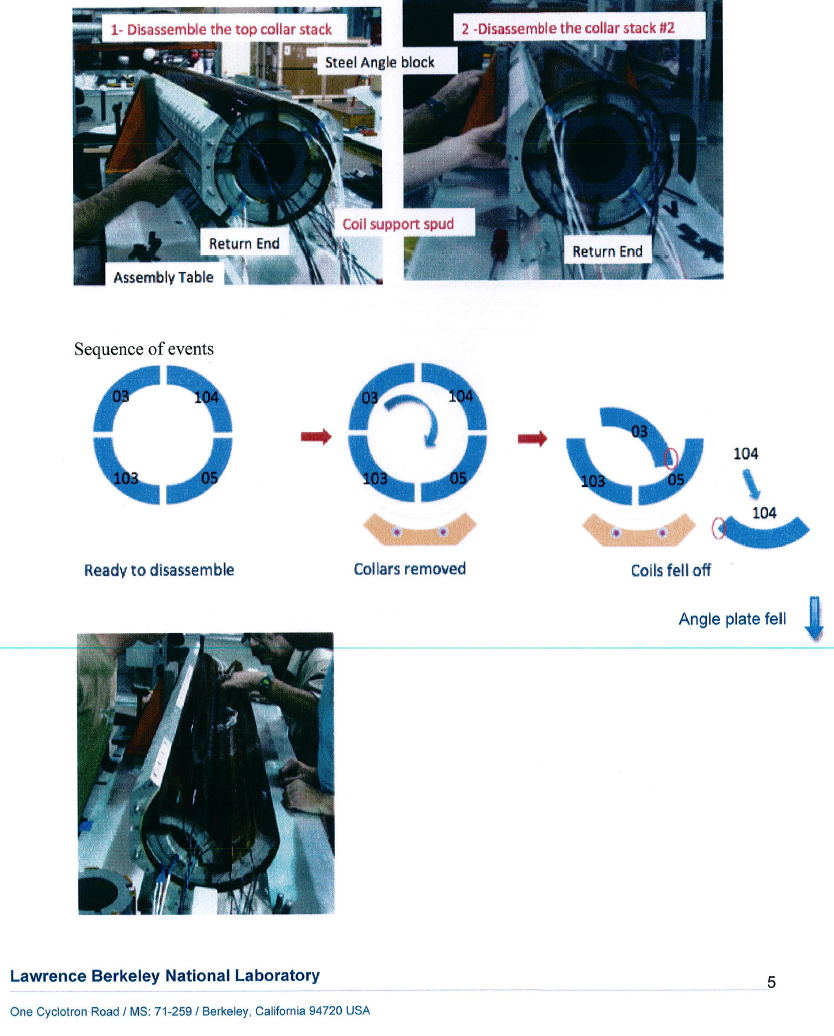 1- Disassemble the top collar stack
2 -Disassemble the collar stack #2
Steel Angle block
Coil support spud
Return End
Return End
Assembly Table
Sequence of events
03 104
103 05
03 104
103 05
03
103 05
104
104
Ready to disassemble
Collars removed
Coils fell off
Angle plate fell
Lawrence Berkeley National Laboratory
5
One Cyclotron Road / MS: 71-259 / Berkeley, California 94720 USA